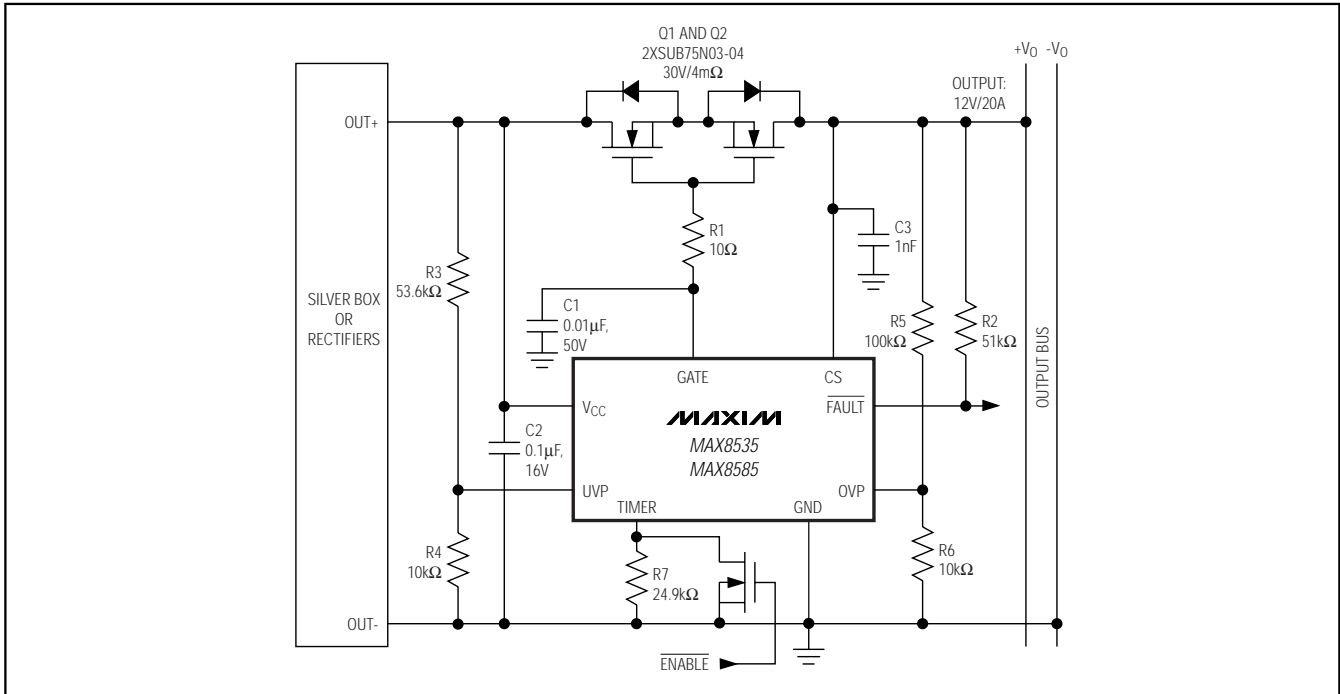 Q1 AND Q2
2XSUB75N03-04
30V/4mΩ
+VO -VO
OUTPUT:
12V/20A
OUT+
R1
10Ω
C3
1nF
R3
53.6kΩ
SILVER BOX
OR
RECTIFIERS
C1
0.01μF,
50V
R5
100kΩ
R2
51kΩ
OUTPUT BUS
GATE
CS
VCC
FAULT
MAXIM
MAX8535
MAX8585
C2
0.1μF,
16V
UVP
OVP
TIMER
GND
R4
10kΩ
R7
24.9kΩ
R6
10kΩ
OUT-
ENABLE